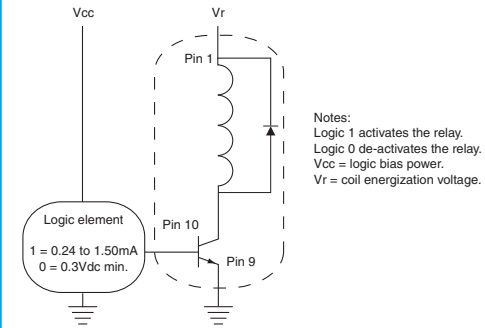 Vcc
Vr
Pin 1
Notes:
Logic 1 activates the relay.
Logic 0 de-activates the relay.
Vcc = logic bias power.
Vr = coil energization voltage.
Logic element
1 = 0.24 to 1.50mA
0 = 0.3Vdc min.
Pin 10
Pin 9